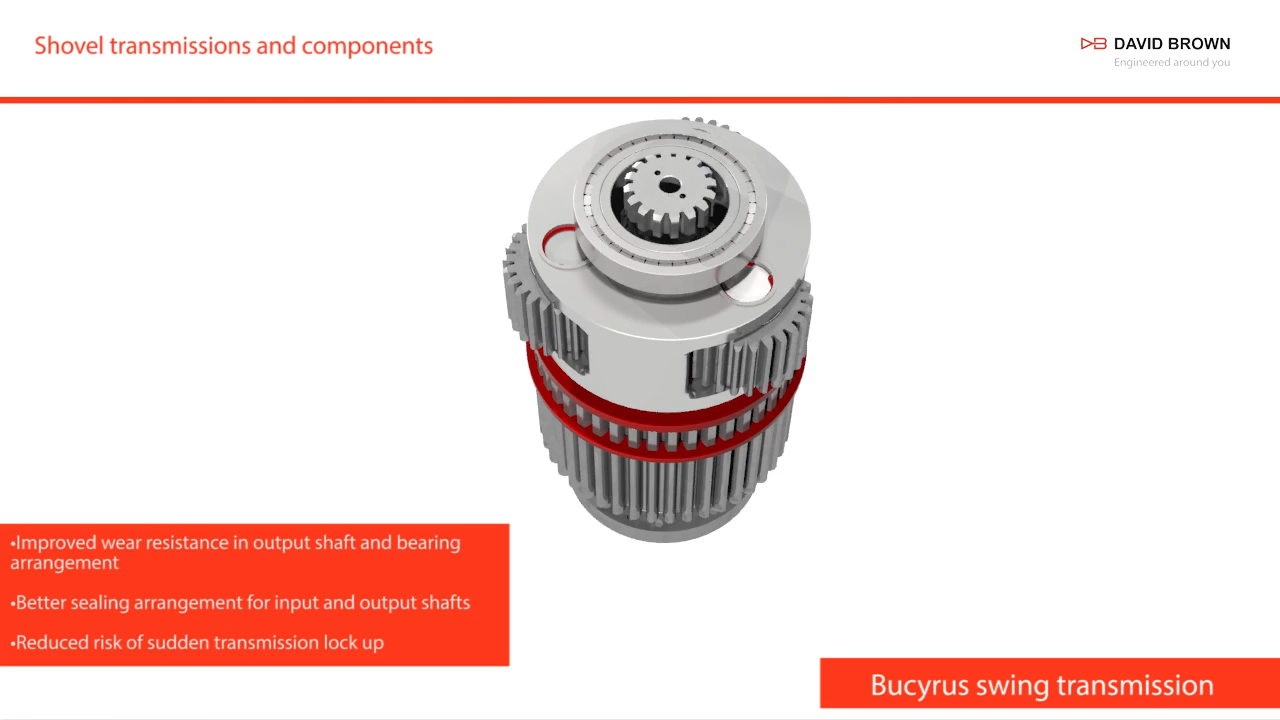 Shovel transmissions and components
DB DAVID BROWN
Engineered around you
•Improved wear resistance in output shaft and bearing
arrangement
•Better sealing arrangement for input and output shafts
•Reduced risk of sudden transmission lock up
Bucyrus swing transmission